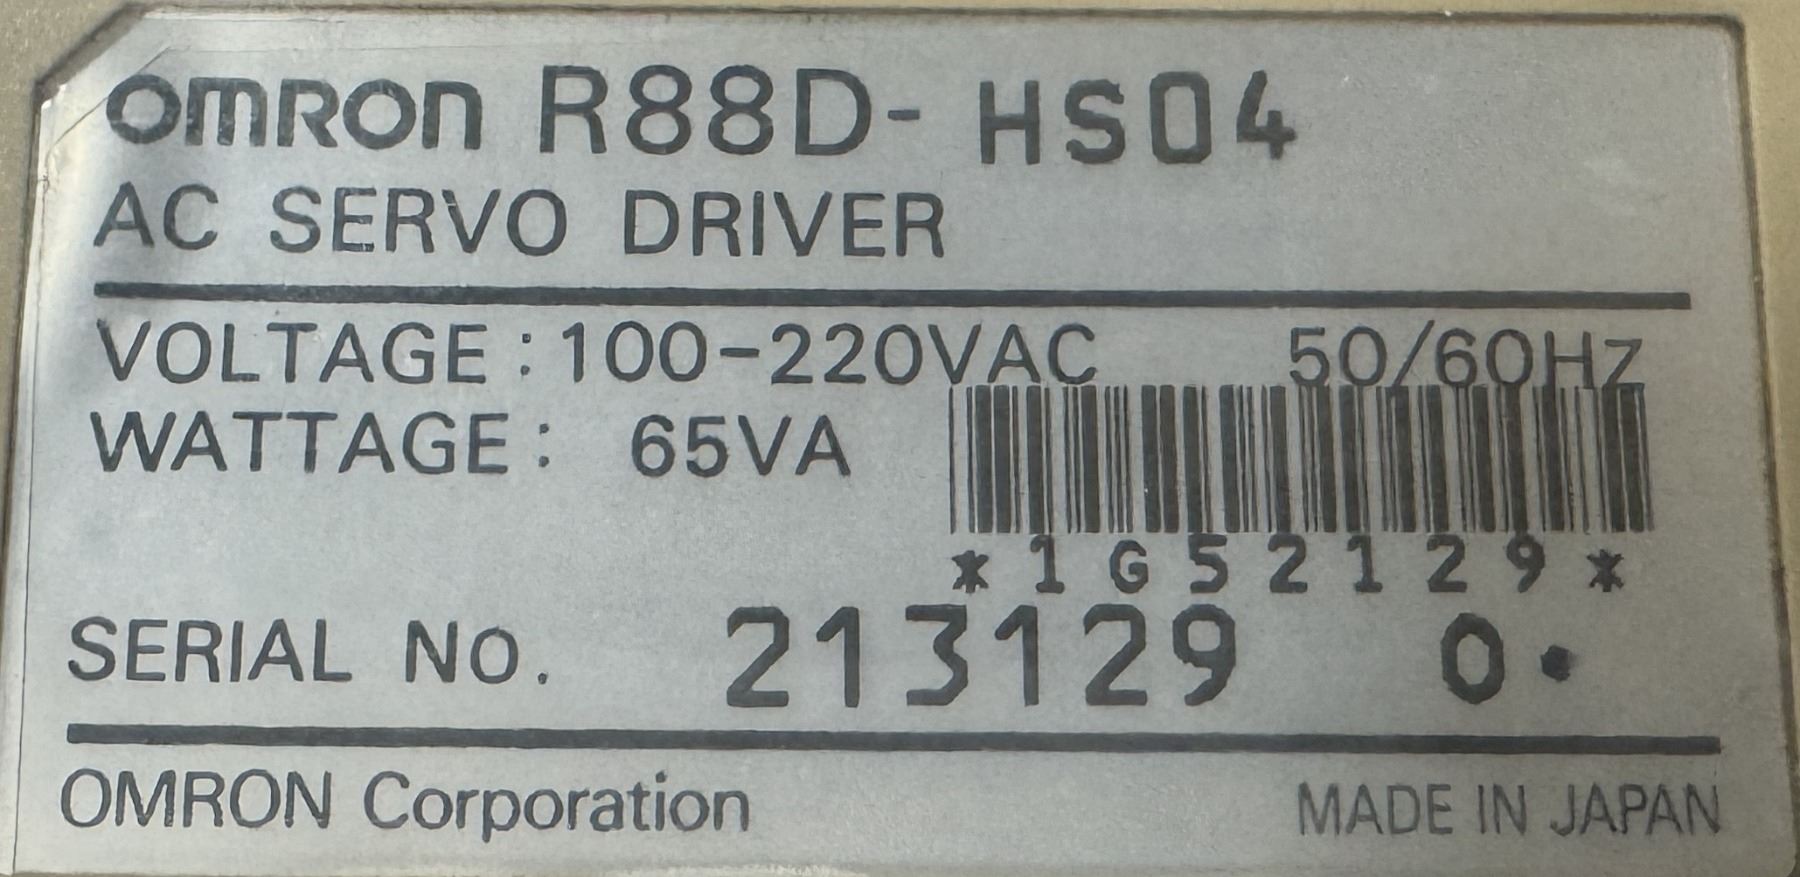 OMRON R88D-HS04
AC SERVO DRIVER
VOLTAGE : 100-220VAC 50/60Hz
WATTAGE : 65VA
*1G52129*
SERIAL No. 213129 0.
OMRON Corporation MADE IN JAPAN